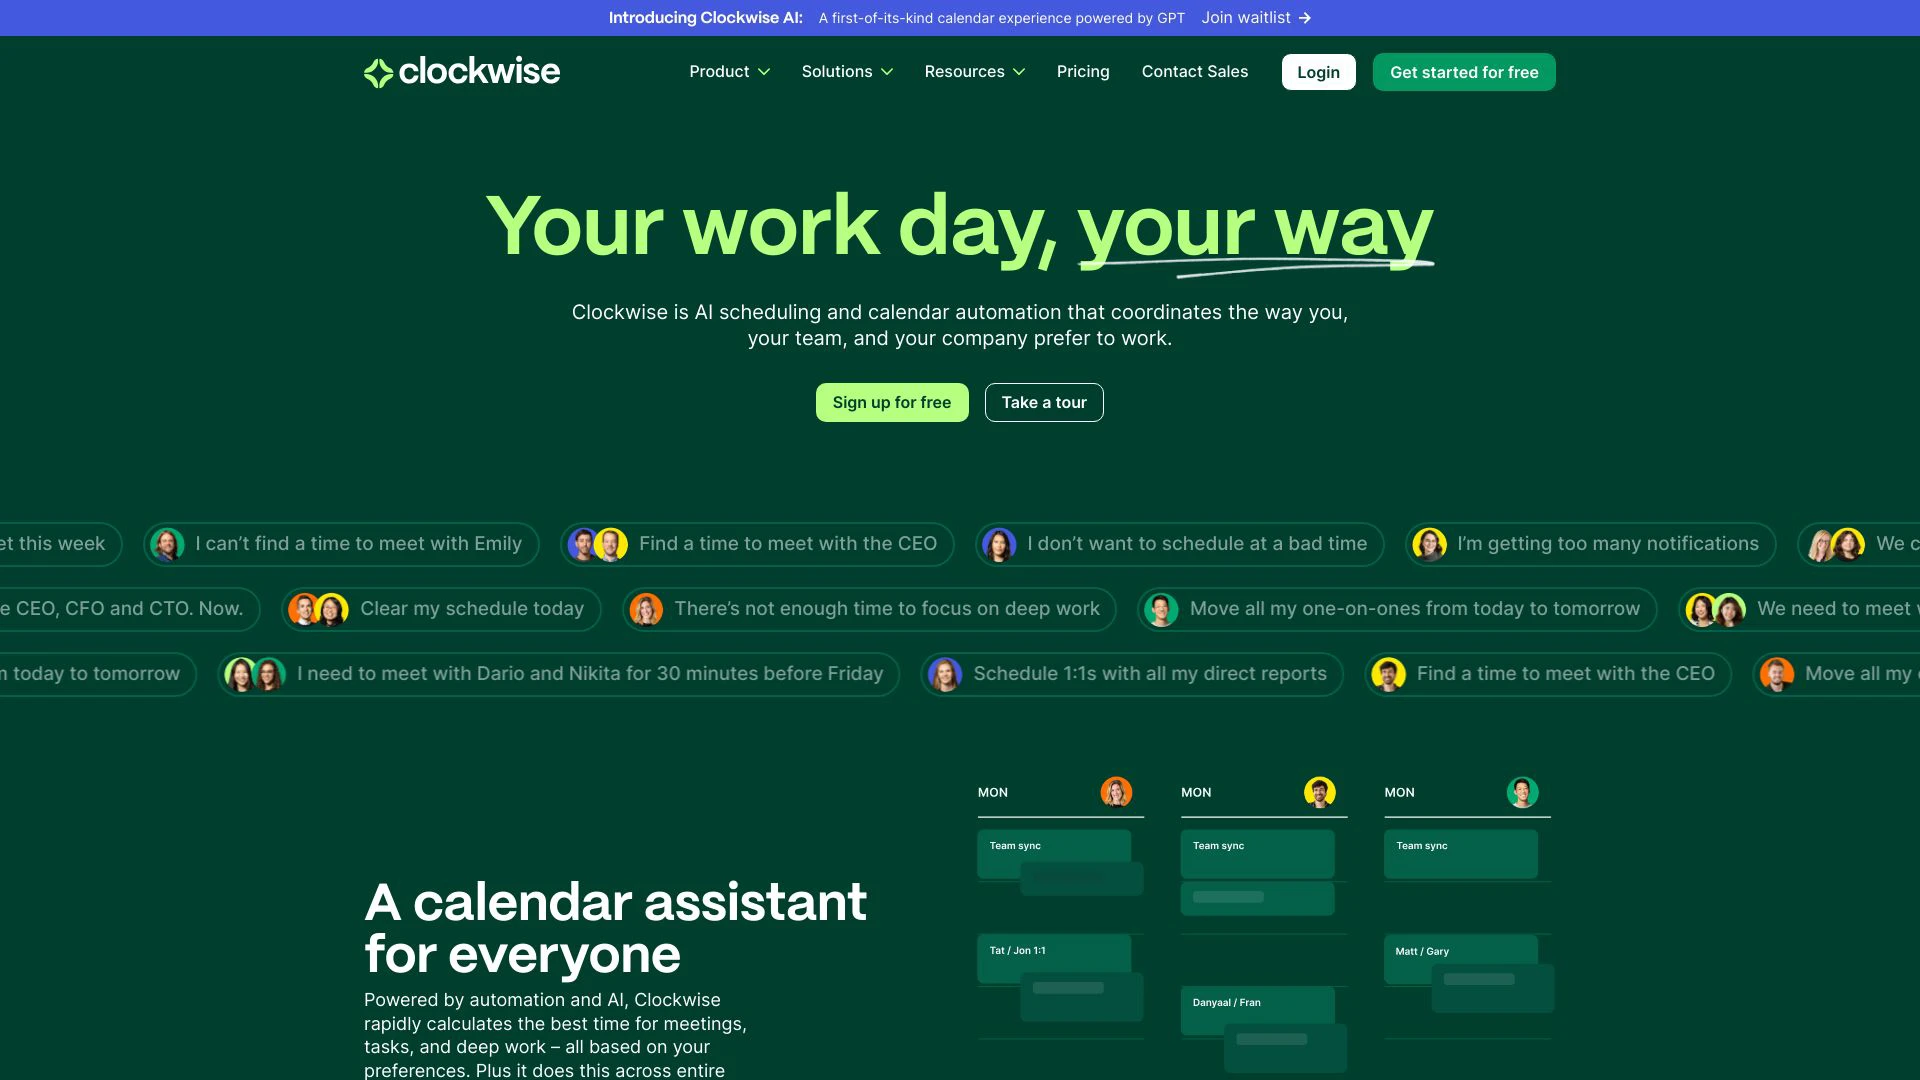 Introducing Clockwise AI: A first-of-its-kind calendar experience powered by GPT Join waitlist →
clockwise
Product Solutions Resources Pricing Contact Sales Login Get started for free
Your work day, your way
Clockwise is AI scheduling and calendar automation that coordinates the way you,
your team, and your company prefer to work.
Sign up for free Take a tour
et this week I can’t find a time to meet with Emily Find a time to meet with the CEO I don’t want to schedule at a bad time I’m getting too many notifications We c
e CEO, CFO and CTO. Now. Clear my schedule today There’s not enough time to focus on deep work Move all my one-on-ones from today to tomorrow We need to meet
m today to tomorrow I need to meet with Dario and Nikita for 30 minutes before Friday Schedule 1:1s with all my direct reports Find a time to meet with the CEO Move all my
MON MON MON
Team sync Team sync Team sync
A calendar assistant
for everyone
Tat / Jon 1:1
Matt / Gary
Danyaal / Fran
Powered by automation and AI, Clockwise
rapidly calculates the best time for meetings,
tasks, and deep work – all based on your
preferences. Plus it does this across entire